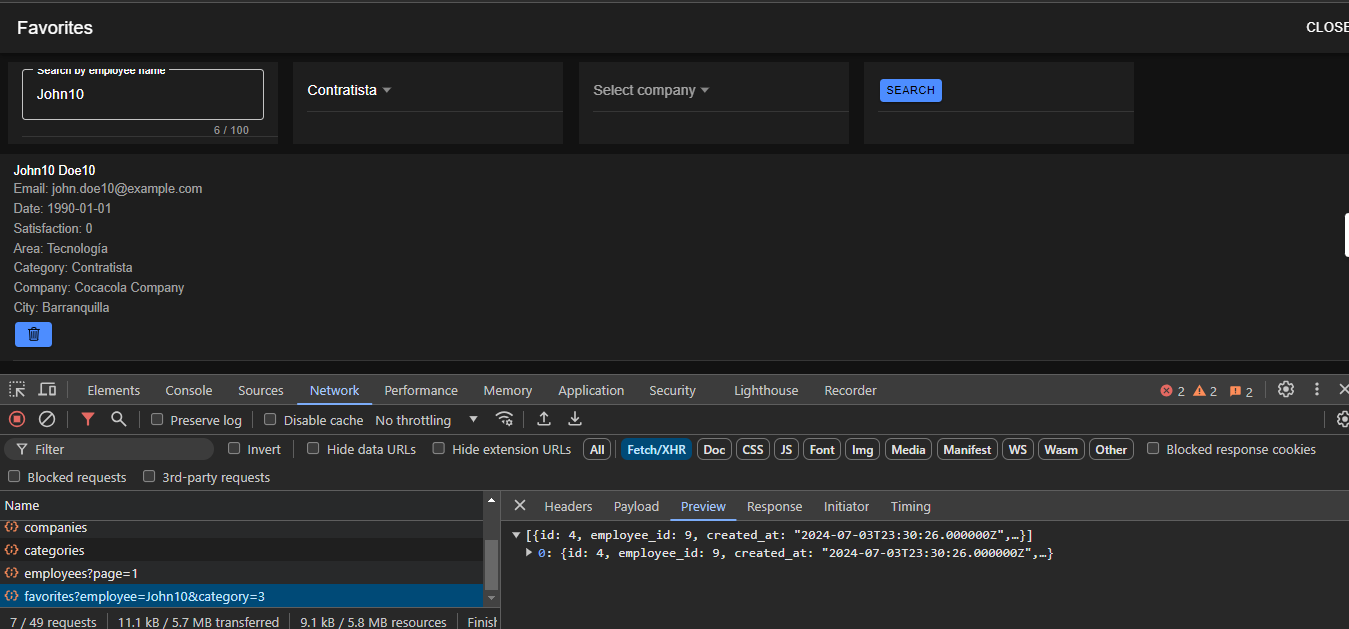 Favorites
CLOSE
Search by employee name
John10
6 / 100
Contratista
Select company
SEARCH
John10 Doe10
Email: john.doe10@example.com
Date: 1990-01-01
Satisfaction: 0
Area: Tecnología
Category: Contratista
Company: Cocacola Company
City: Barranquilla
Elements Console Sources Network Performance Memory Application Security Lighthouse Recorder 2 2 2
Preserve log Disable cache No throttling
Filter Invert Hide data URLs Hide extension URLs All Fetch/XHR Doc CSS JS Font Img Media Manifest WS Wasm Other Blocked response cookies
Blocked requests 3rd-party requests
Name
companies
categories
employees?page=1
favorites?employee=John10&category=3
7 / 49 requests 11.1 kB / 5.7 MB transferred 9.1 kB / 5.8 MB resources Finish
Headers Payload Preview Response Initiator Timing
[{id: 4, employee_id: 9, created_at: "2024-07-03T23:30:26.000000Z",…}]
0: {id: 4, employee_id: 9, created_at: "2024-07-03T23:30:26.000000Z",…}